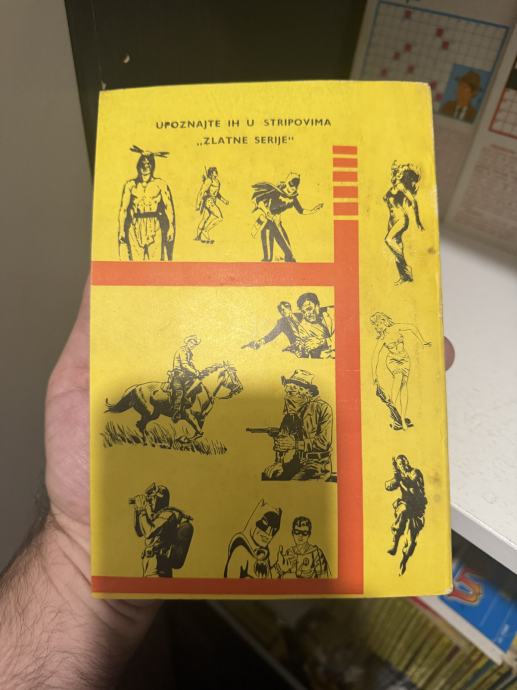 UPOZNAJTE IH U STRIPOVIMA
„ZLATNE SERIJE“